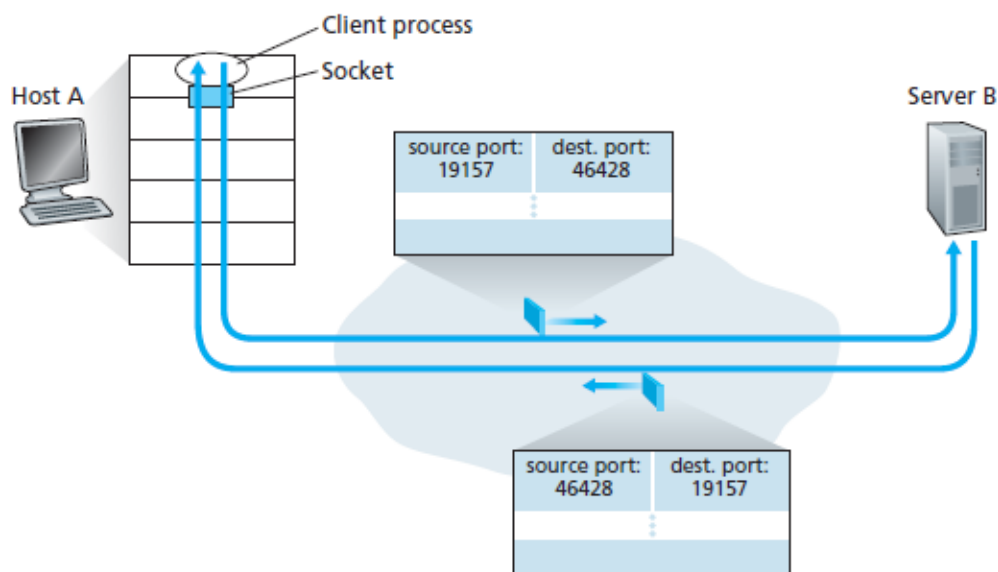 Client process
Socket
Host A
Server B
source port:
19157
dest. port:
46428
source port:
46428
dest. port:
19157